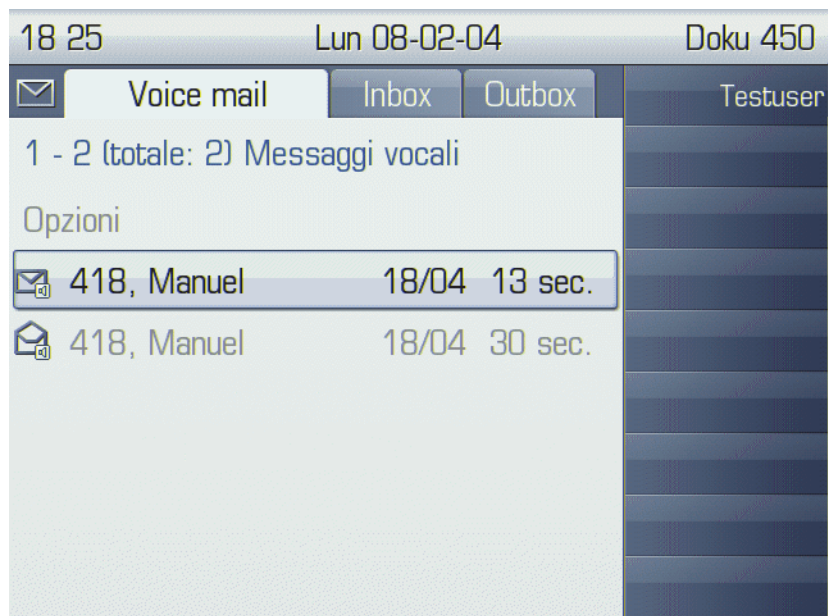 18 25 Lun 08-02-04 Doku 450
Voice mail Inbox Outbox Testuser
1 - 2 (totale: 2) Messaggi vocali
Opzioni
418, Manuel 18/04 13 sec.
418, Manuel 18/04 30 sec.